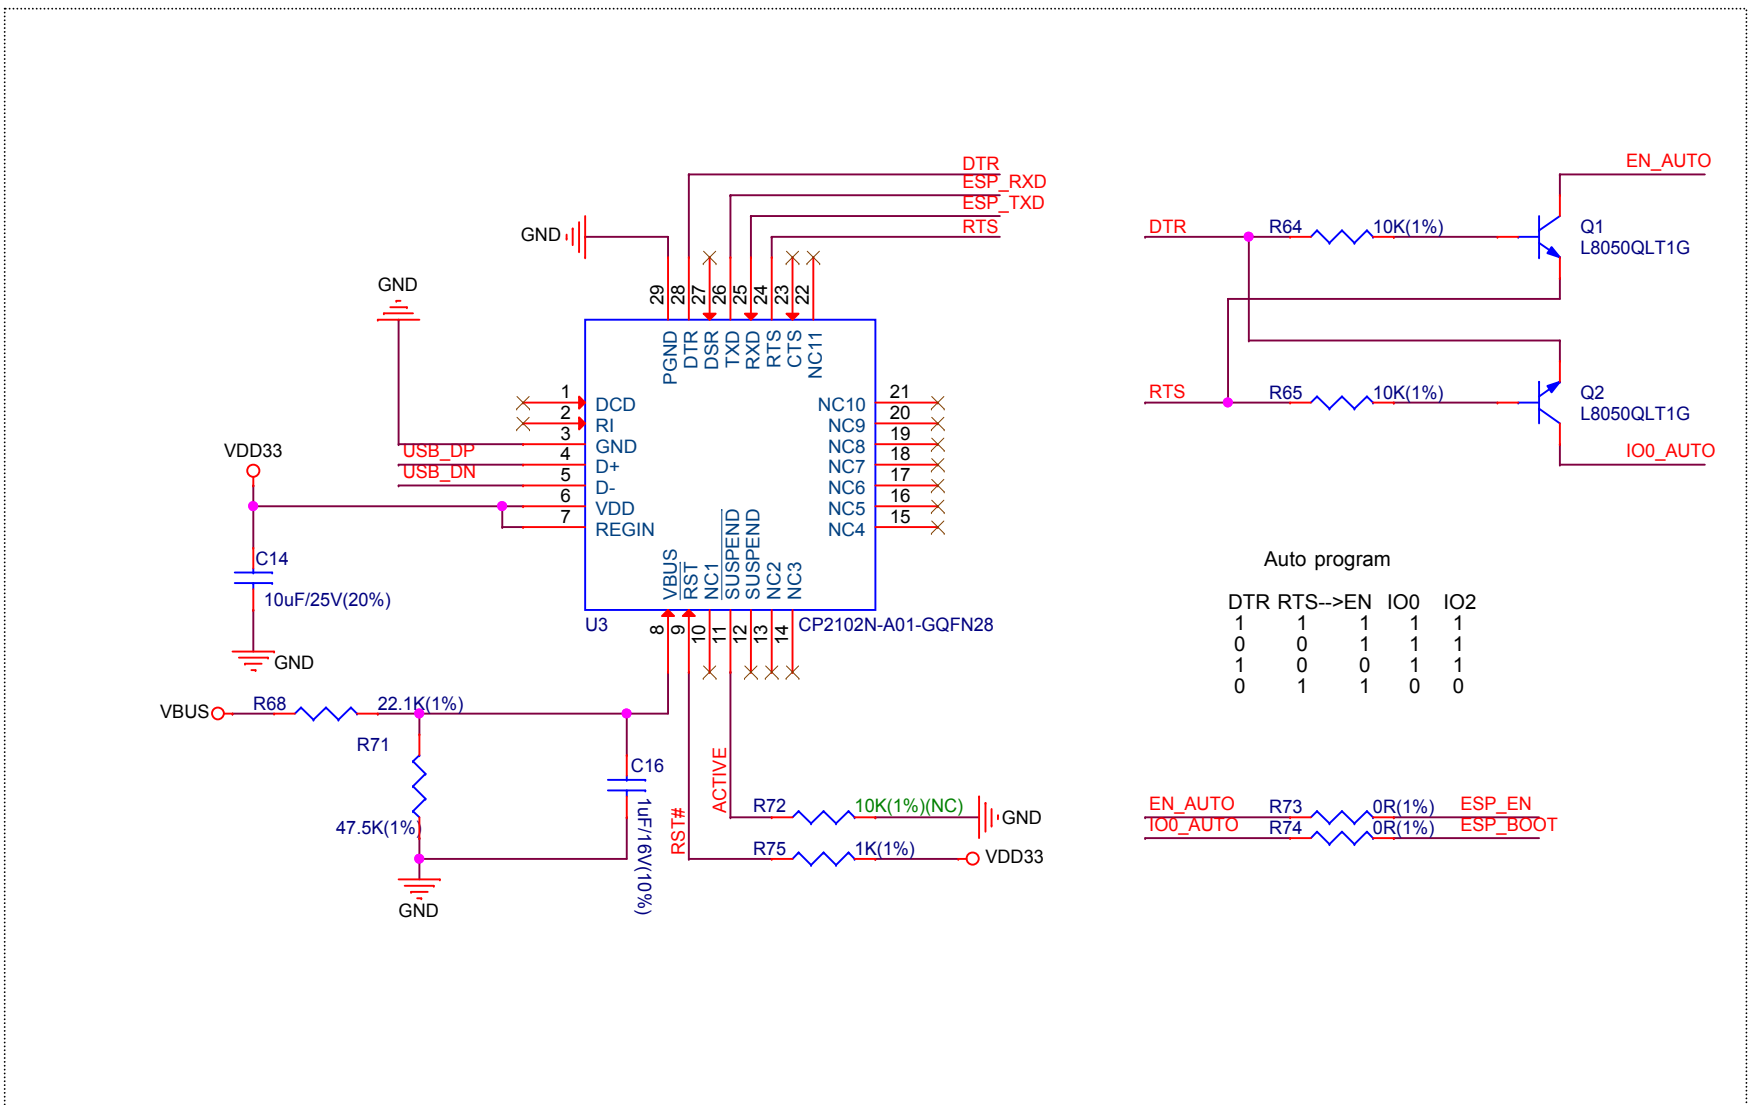 DTR
ESP_RXD
ESP_TXD
RTS
GND
29
28
27
26
25
24
23
22
PGND
DTR
DSR
TXD
RXD
RTS
CTS
NC11
GND
1 DCD
2 RI
3 GND
USB_DP 4 D+
USB_DN 5 D-
6 VDD
7 REGIN
VDD33
C14
10uF/25V(20%)
GND
NC10 21
NC9 20
NC8 19
NC7 18
NC6 17
NC5 16
NC4 15
VBUS
RST
NC1
SUSPEND
SUSPEND
NC2
NC3
U3
CP2102N-A01-GQFN28
8
9
10
11
12
13
14
VBUS R68 22.1K(1%)
R71
47.5K(1%)
C16
1uF/16V(10%)
GND
RST#
ACTIVE
R72 10K(1%)(NC) GND
R75 1K(1%) VDD33
EN_AUTO
DTR R64 10K(1%)
Q1
L8050QLT1G
RTS R65 10K(1%)
Q2
L8050QLT1G
IO0_AUTO
Auto program
DTR RTS-->EN IO0 IO2
1 1 1 1 1
0 0 1 1 1
1 0 0 1 1
0 1 1 0 0
EN_AUTO R73 0R(1%) ESP_EN
IO0_AUTO R74 0R(1%) ESP_BOOT